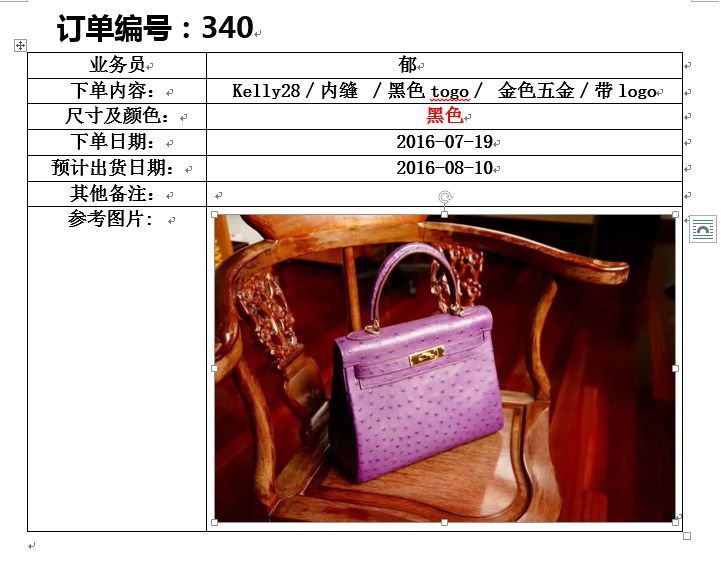 订单编号：340
业务员 郁
下单内容： Kelly28 / 内缝 / 黑色 togo / 金色五金 / 带 logo
尺寸及颜色： 黑色
下单日期： 2016-07-19
预计出货日期： 2016-08-10
其他备注：
参考图片：